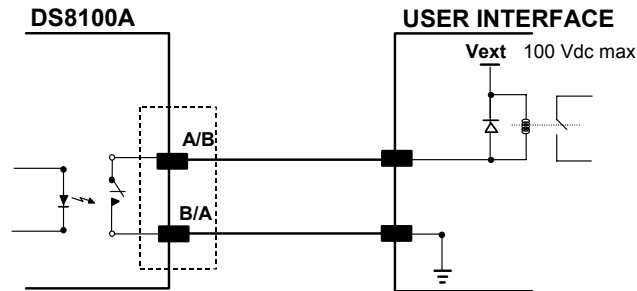 DS8100A
USER INTERFACE
Vext 100 Vdc max
A/B
B/A